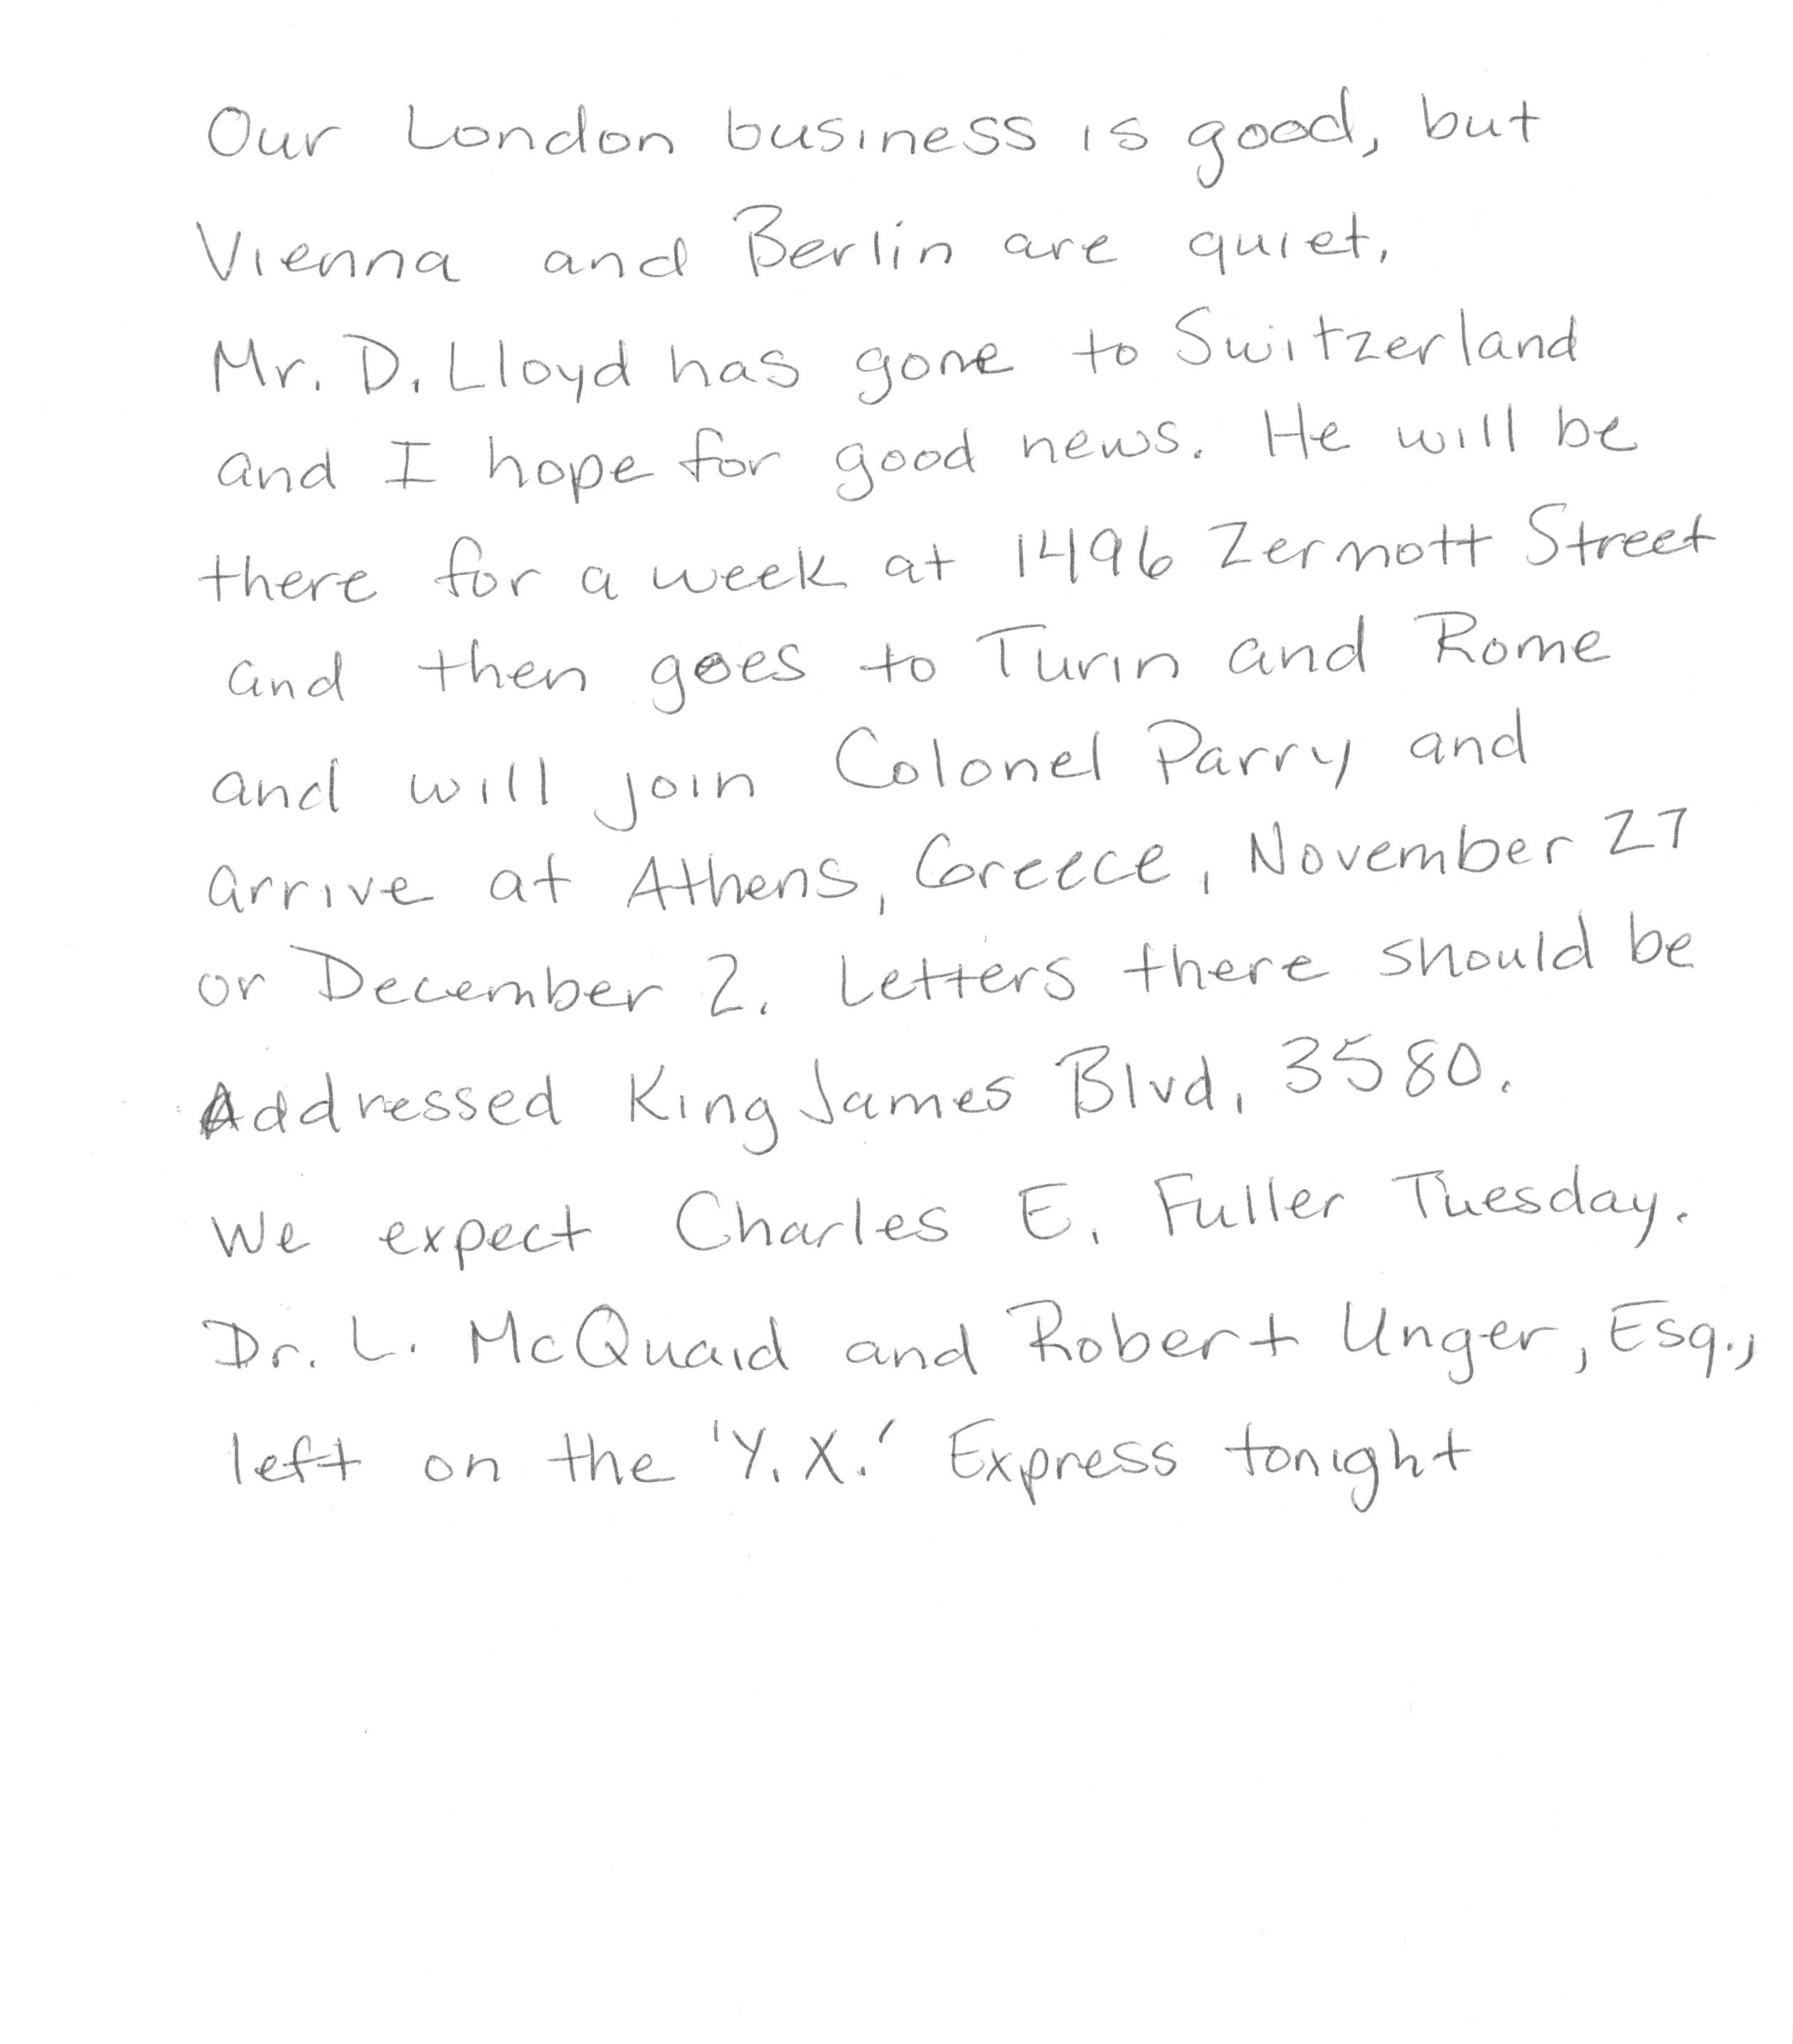 Our London business is good, but
Vienna and Berlin are quiet.
Mr. D. Lloyd has gone to Switzerland
and I hope for good news. He will be
there for a week at 1496 Zermott Street
and then goes to Turin and Rome
and will join Colonel Parry and
arrive at Athens, Greece, November 27
or December 2. Letters there should be
Addressed King James Blvd, 3580.
We expect Charles E. Fuller Tuesday.
Dr. L. McQuaid and Robert Unger, Esq.,
left on the 'Y.X.' Express tonight